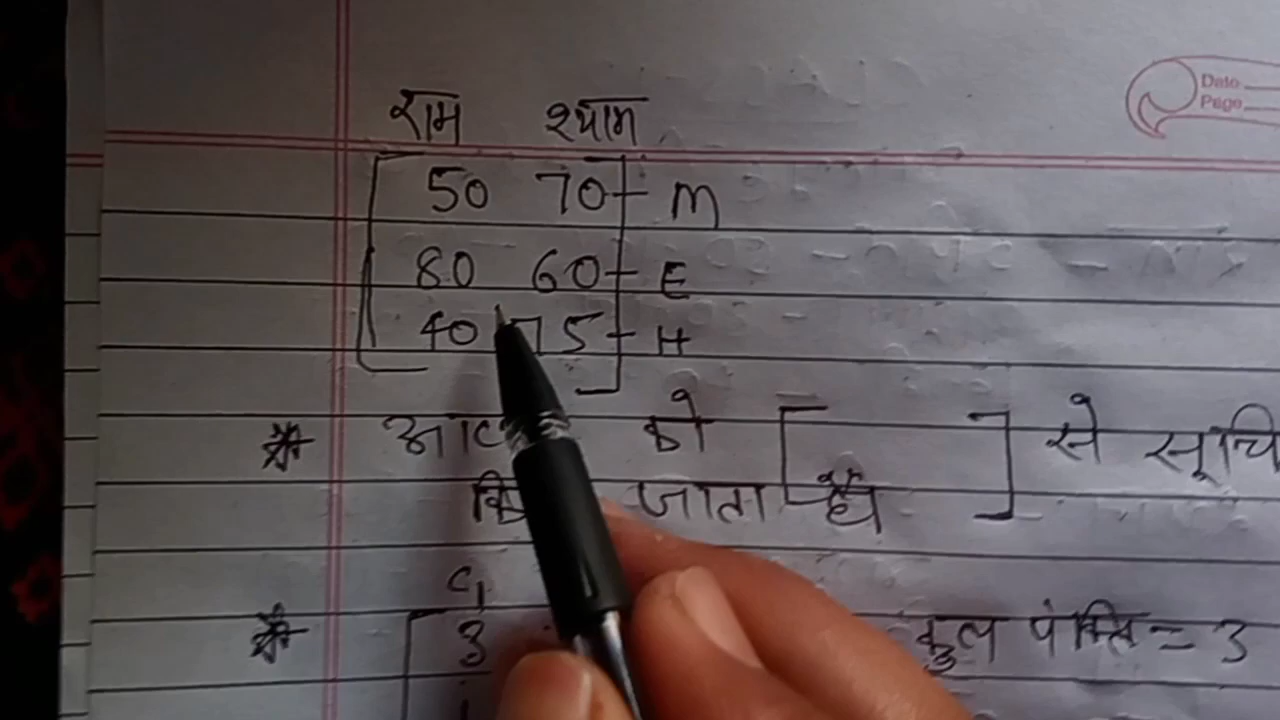 Date
Page
राम श्याम
50 70 - M
80 60 - E
40 75 - H
को [ ] से
जाता है
C1
3 कुल पंक्ति = 3